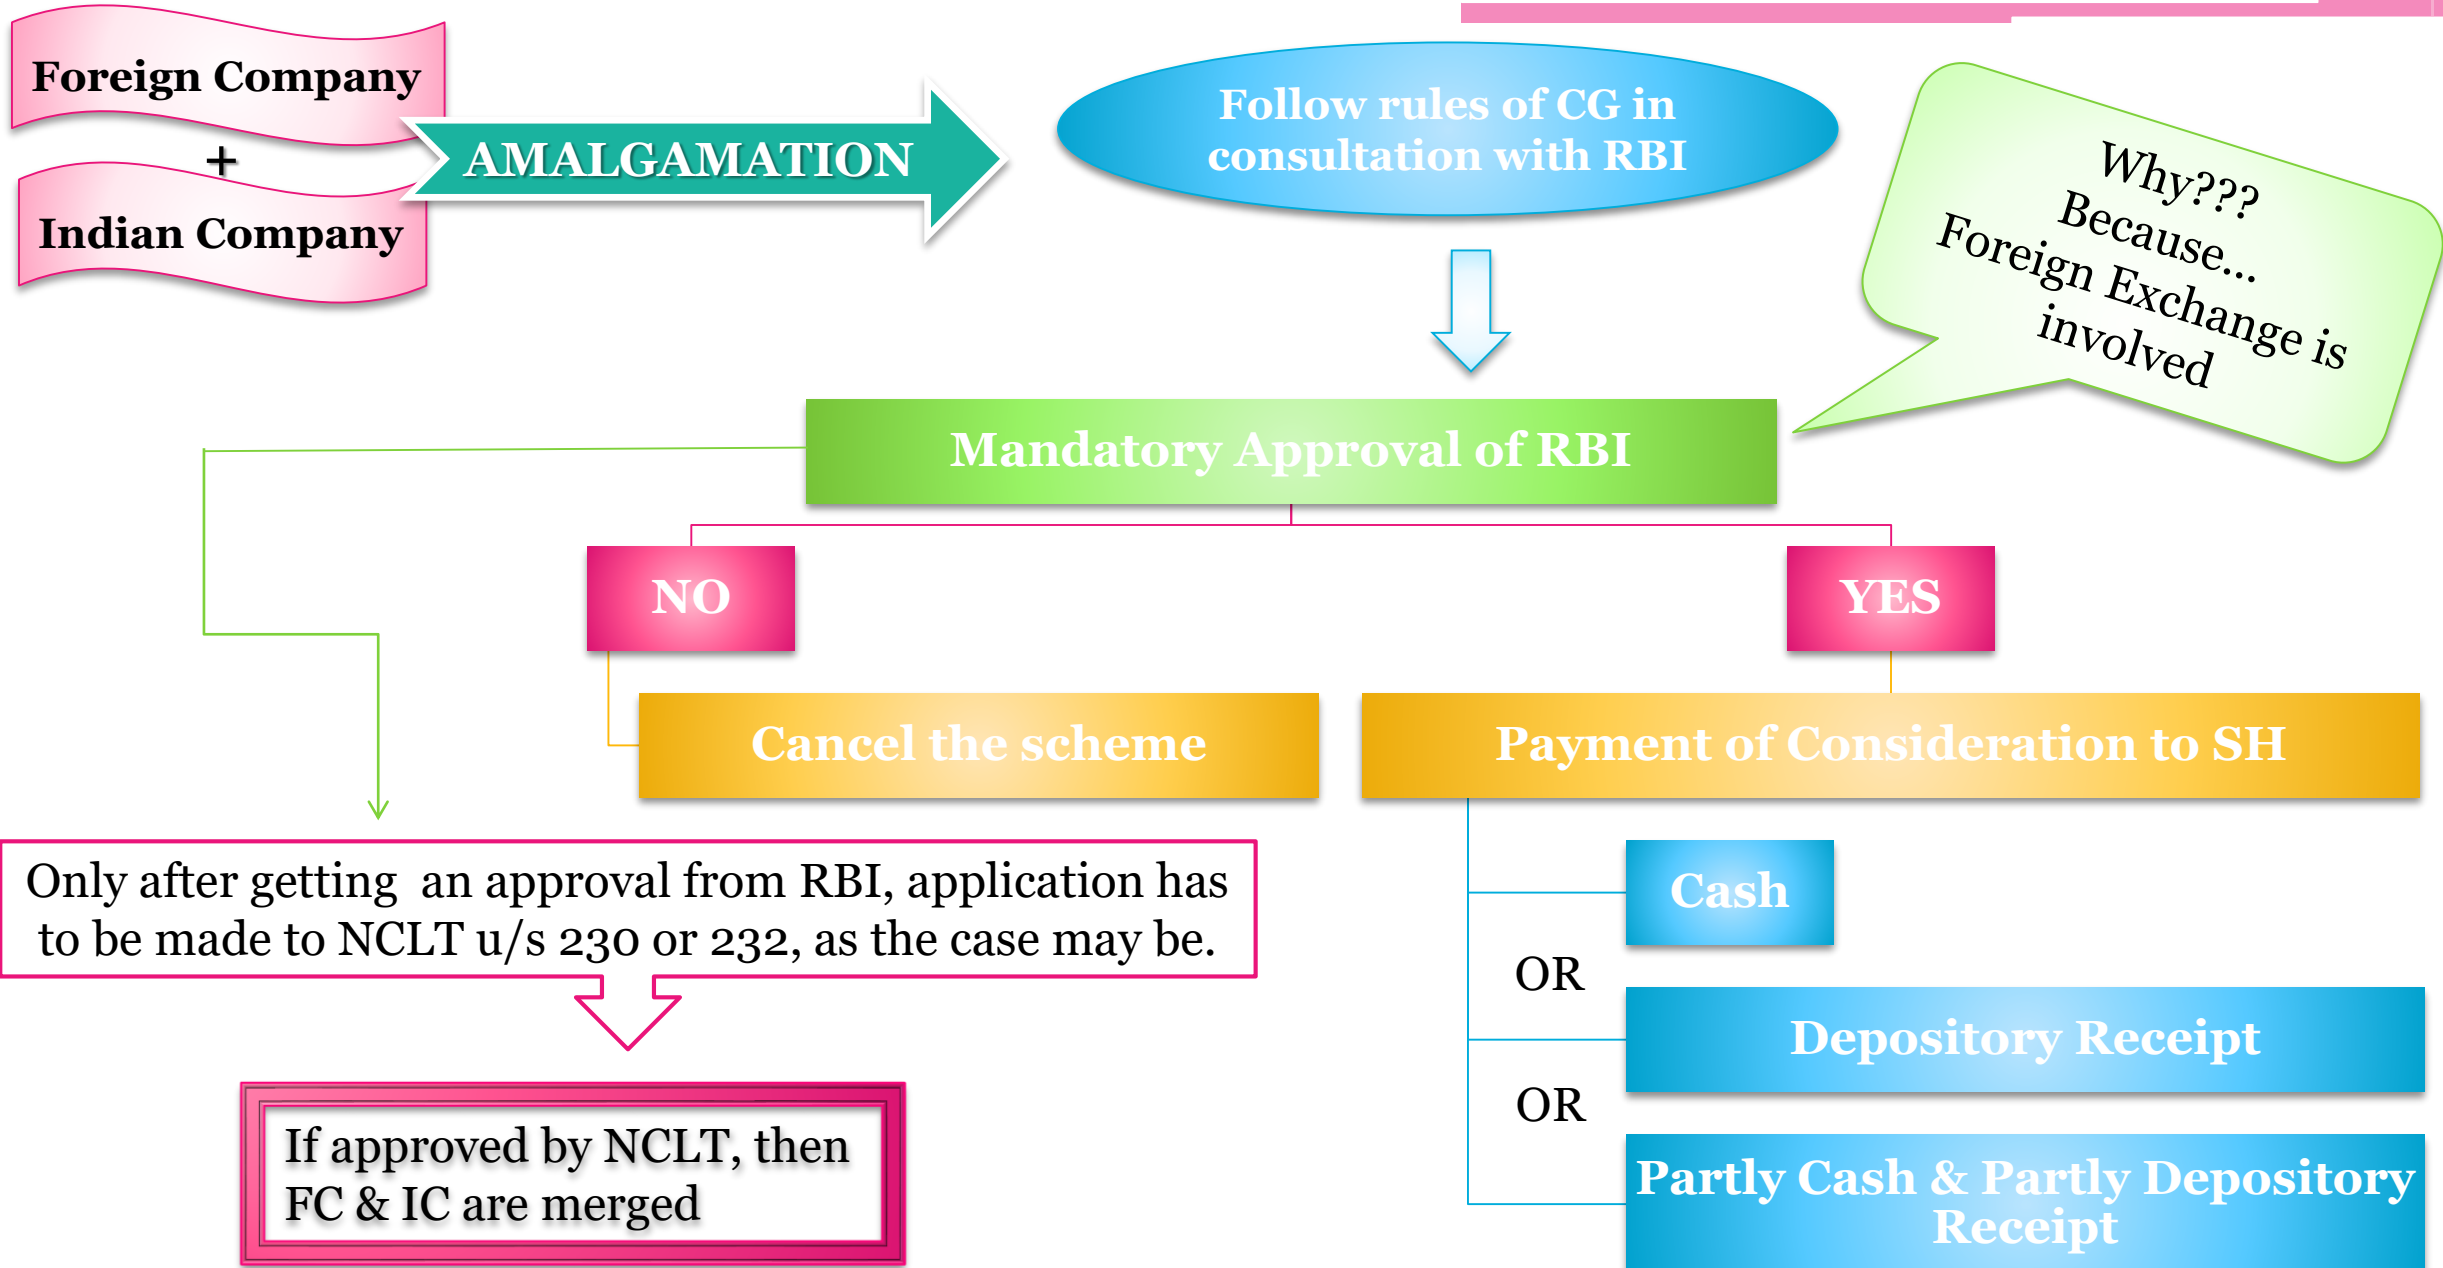 Foreign Company
+
Indian Company
AMALGAMATION
Follow rules of CG in
consultation with RBI
Why???
Because...
Foreign Exchange is
involved
Mandatory Approval of RBI
NO
YES
Cancel the scheme
Payment of Consideration to SH
Only after getting  an approval from RBI, application has
to be made to NCLT u/s 230 or 232, as the case may be.
Cash
OR
Depository Receipt
OR
Partly Cash & Partly Depository
Receipt
If approved by NCLT, then
FC & IC are merged